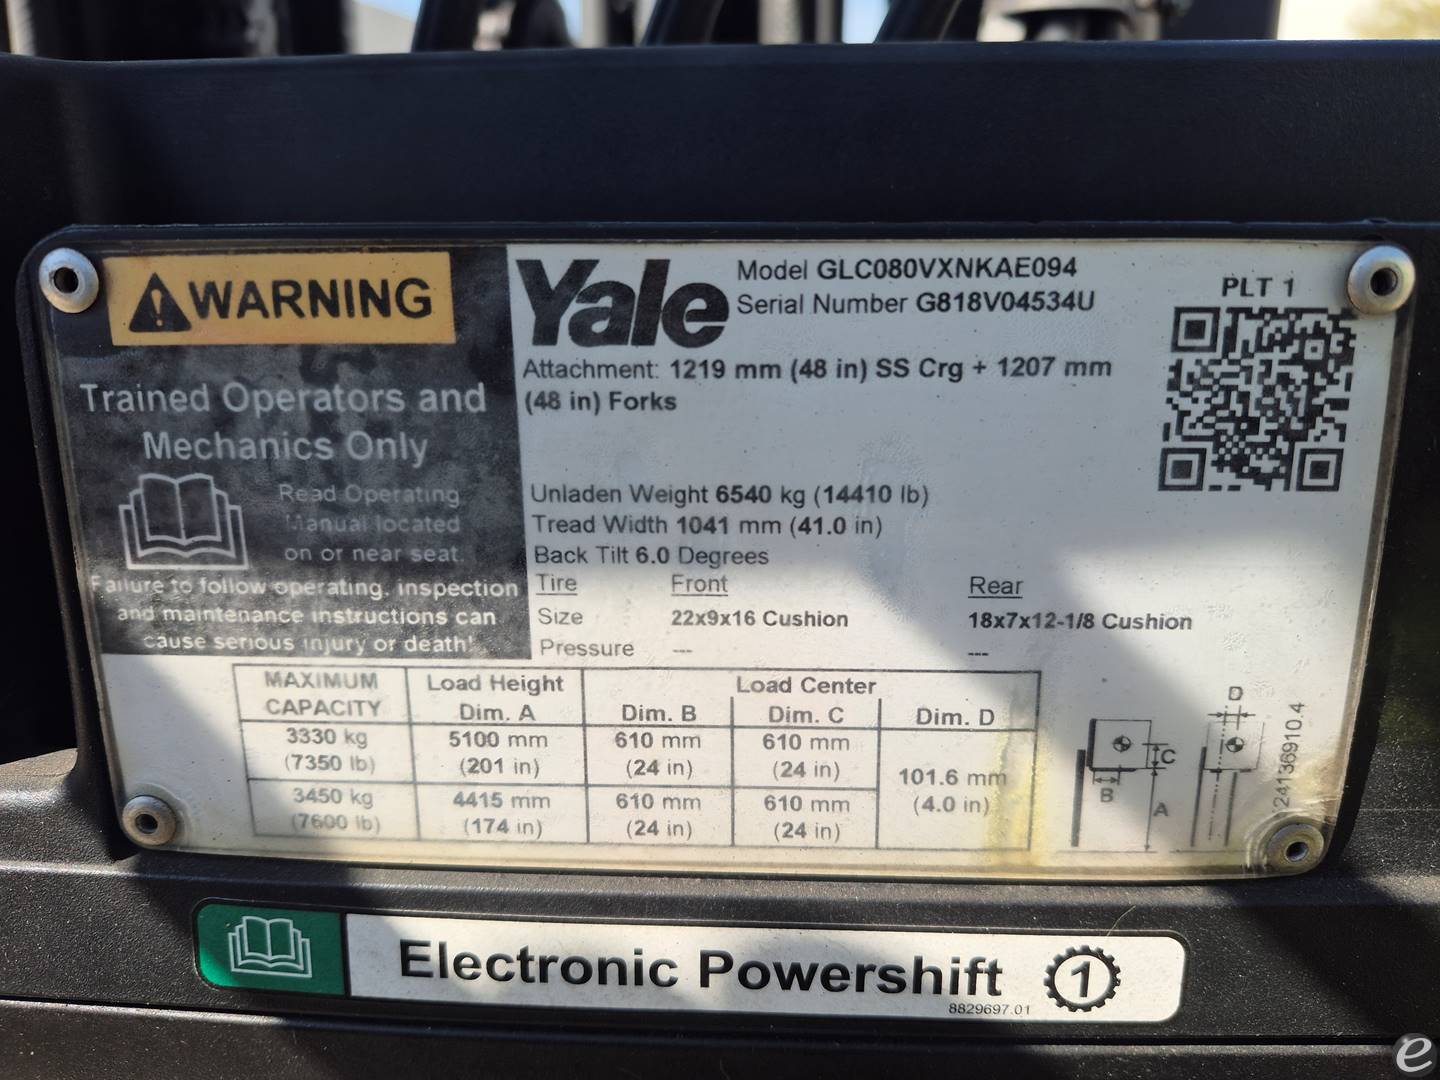 WARNING
Trained Operators and
Mechanics Only
Read Operating
Manual located
on or near seat.
Failure to follow operating, inspection
and maintenance instructions can
cause serious injury or death!
Yale
Model GLC080VXNKAE094
Serial Number G818V04534U
PLT 1
Attachment: 1219 mm (48 in) SS Crg + 1207 mm
(48 in) Forks
Unladen Weight 6540 kg (14410 lb)
Tread Width 1041 mm (41.0 in)
Back Tilt 6.0 Degrees
Tire Front Rear
Size 22x9x16 Cushion 18x7x12-1/8 Cushion
Pressure --- ---
MAXIMUM CAPACITY Load Height Dim. A Load Center
Dim. B Dim. C Dim. D
3330 kg 5100 mm 610 mm 610 mm
(7350 lb) (201 in) (24 in) (24 in)
101.6 mm
(4.0 in)
3450 kg 4415 mm 610 mm 610 mm
(7600 lb) (174 in) (24 in) (24 in)
B
C
A
D
124136910.4
Electronic Powershift 1
8829697.01
e